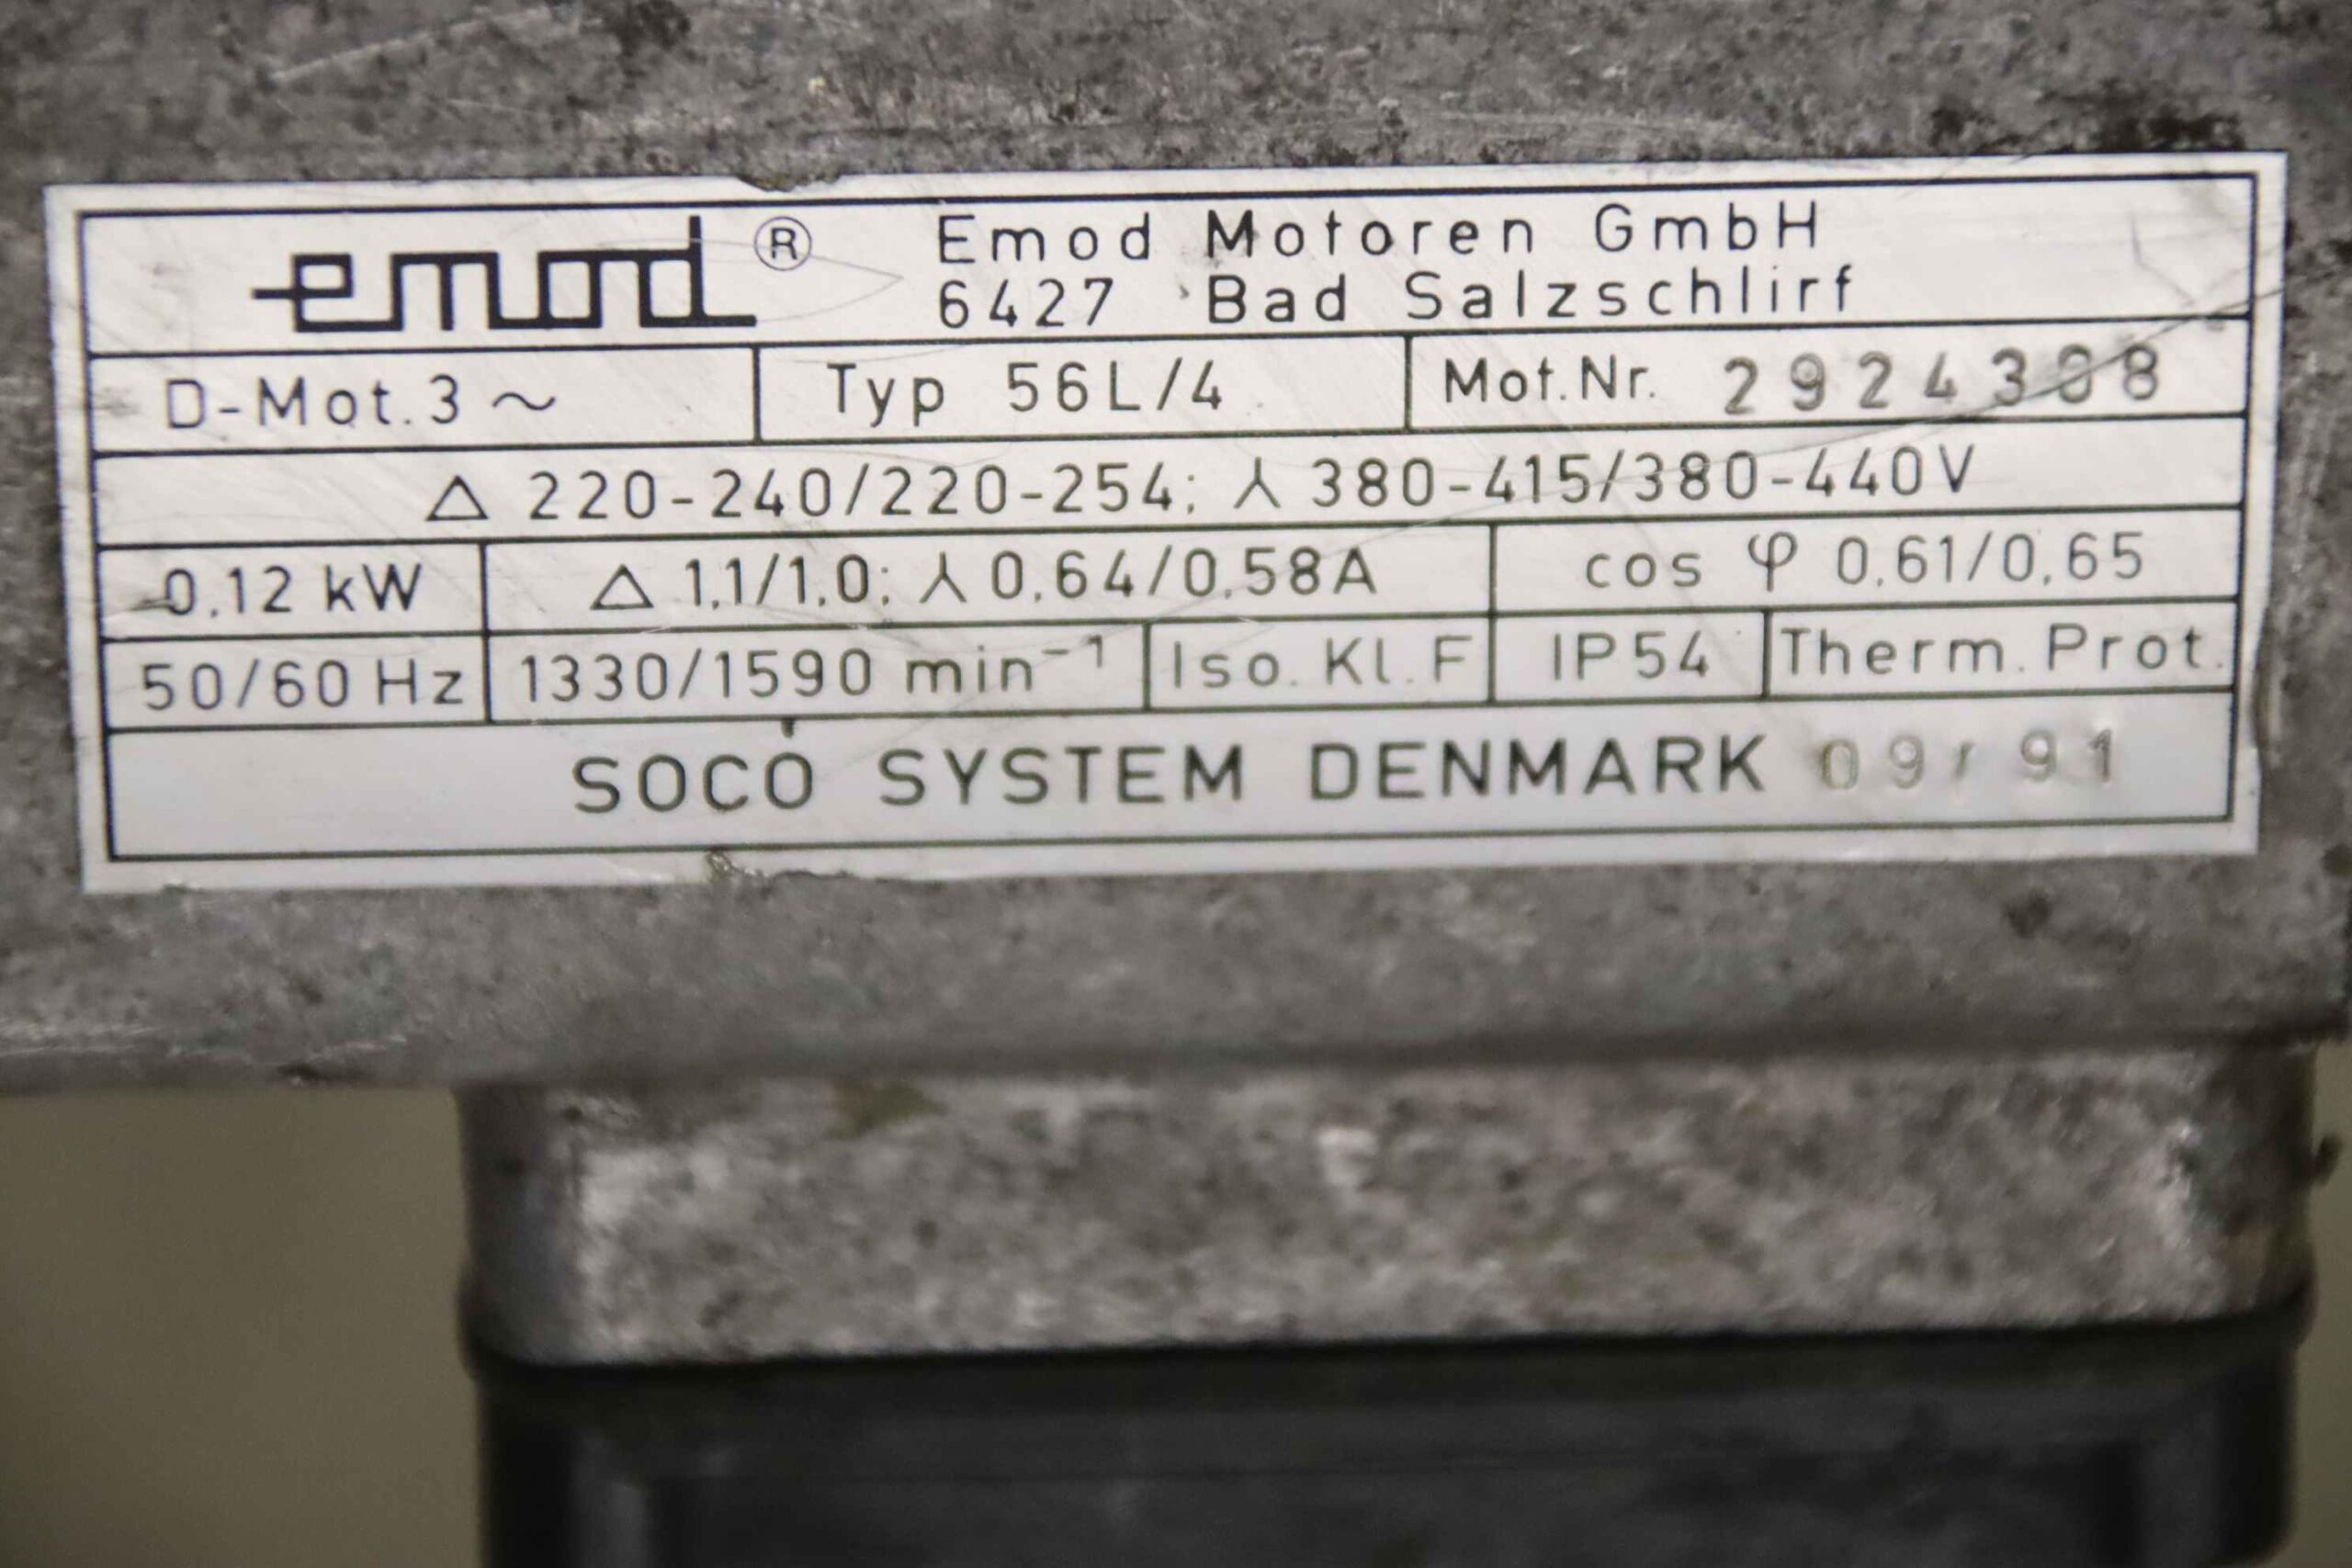 emod ® Emod Motoren GmbH
6427 Bad Salzschlirf
D-Mot. 3 ~ Typ 56L/4 Mot.Nr.
△ 220-240/220-254; ⅄ 380-415/380-440V
0,12 kW △ 1,1/1,0; ⅄ 0,64/0,58A cos φ 0,61/0,65
50/60 Hz 1330/1590 min⁻¹ Iso. Kl. F IP54 Therm. Prot.
SOCO SYSTEM DENMARK 09/91